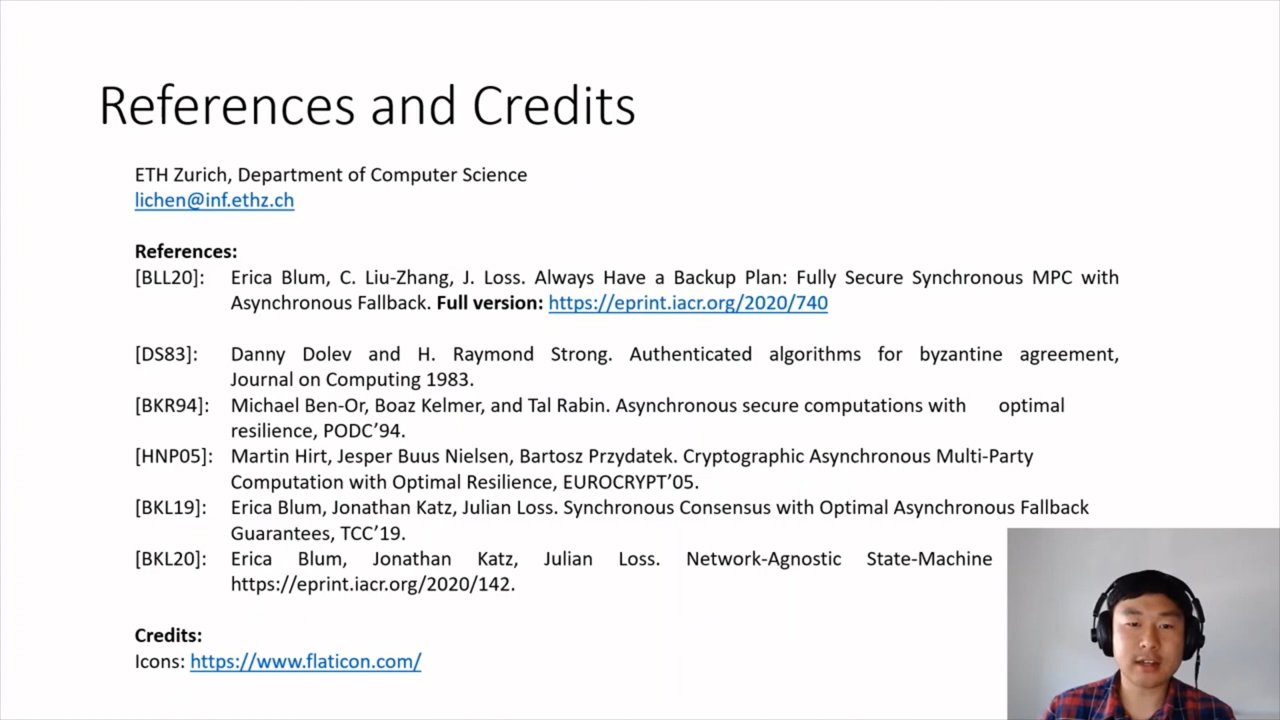 References and Credits
ETH Zurich, Department of Computer Science
lichen@inf.ethz.ch
References:
[BLL20]: Erica Blum, C. Liu-Zhang, J. Loss. Always Have a Backup Plan: Fully Secure Synchronous MPC with
Asynchronous Fallback. Full version: https://eprint.iacr.org/2020/740
[DS83]: Danny Dolev and H. Raymond Strong. Authenticated algorithms for byzantine agreement,
Journal on Computing 1983.
[BKR94]: Michael Ben-Or, Boaz Kelmer, and Tal Rabin. Asynchronous secure computations with optimal
resilience, PODC’94.
[HNP05]: Martin Hirt, Jesper Buus Nielsen, Bartosz Przydatek. Cryptographic Asynchronous Multi-Party
Computation with Optimal Resilience, EUROCRYPT’05.
[BKL19]: Erica Blum, Jonathan Katz, Julian Loss. Synchronous Consensus with Optimal Asynchronous Fallback
Guarantees, TCC’19.
[BKL20]: Erica Blum, Jonathan Katz, Julian Loss. Network-Agnostic State-Machine
https://eprint.iacr.org/2020/142.
Credits:
Icons: https://www.flaticon.com/